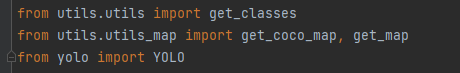 from utils.utils import get_classes
from utils.utils_map import get_coco_map, get_map
from yolo import YOLO